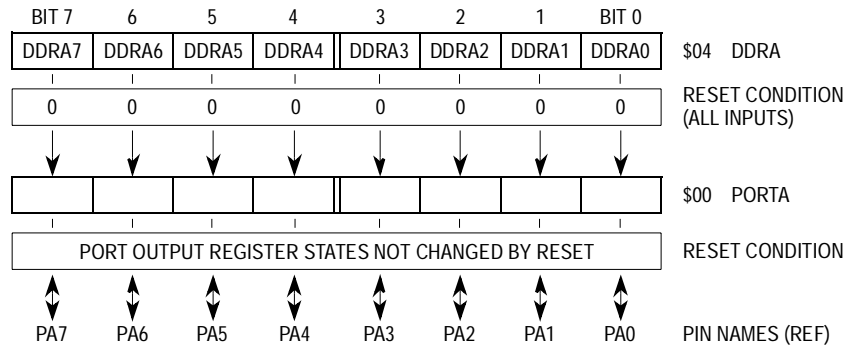 BIT 7 6 5 4 3 2 1 BIT 0
DDRA7 DDRA6 DDRA5 DDRA4 DDRA3 DDRA2 DDRA1 DDRA0 $04 DDRA
0 0 0 0 0 0 0 0 RESET CONDITION
(ALL INPUTS)
$00 PORTA
PORT OUTPUT REGISTER STATES NOT CHANGED BY RESET RESET CONDITION
PA7 PA6 PA5 PA4 PA3 PA2 PA1 PA0 PIN NAMES (REF)